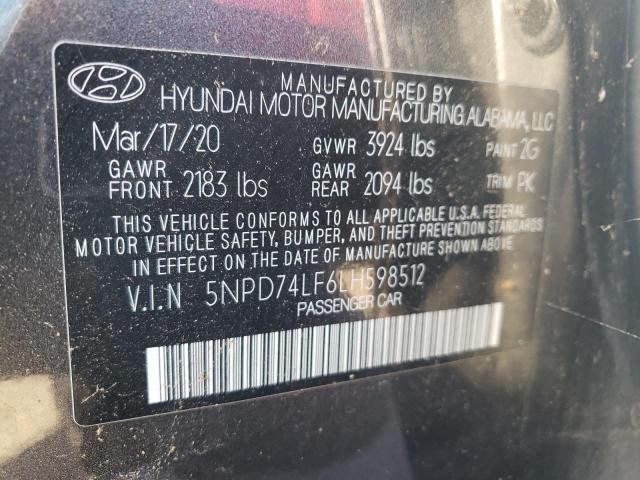 MANUFACTURED BY
HYUNDAI MOTOR MANUFACTURING ALABAMA, LLC
Mar/17/20 GVWR 3924 lbs PAINT 2G
GAWR FRONT 2183 lbs GAWR REAR 2094 lbs TRIM PK
THIS VEHICLE CONFORMS TO ALL APPLICABLE U.S.A. FEDERAL
MOTOR VEHICLE SAFETY, BUMPER, AND THEFT PREVENTION STANDARDS
IN EFFECT ON THE DATE OF MANUFACTURE SHOWN ABOVE.
V.I.N 5NPD74LF6LH598512
PASSENGER CAR